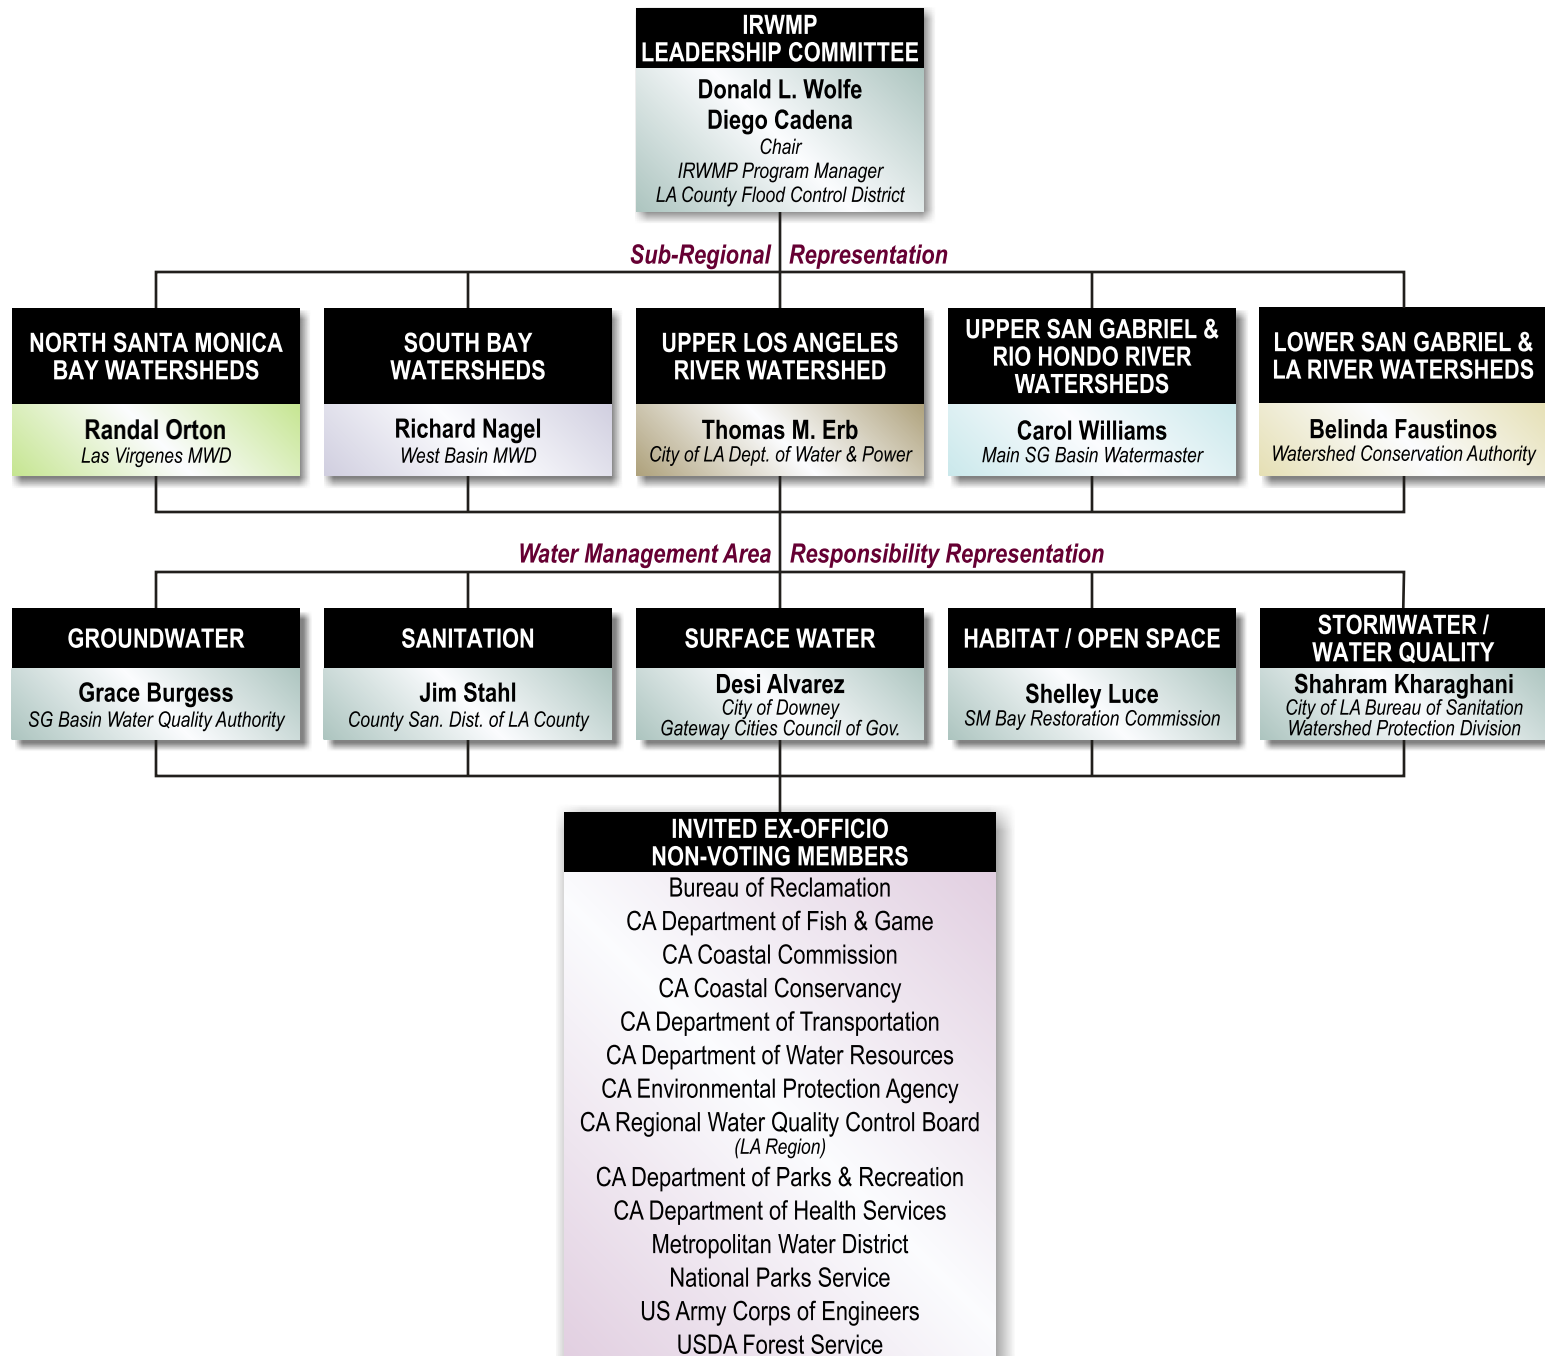 IRWMP
LEADERSHIP COMMITTEE
Donald L. Wolfe
Diego Cadena
Chair
IRWMP Program Manager
LA County Flood Control District
Sub-Regional Representation
NORTH SANTA MONICA
BAY WATERSHEDS
Randal Orton
Las Virgenes MWD
SOUTH BAY
WATERSHEDS
Richard Nagel
West Basin MWD
UPPER LOS ANGELES
RIVER WATERSHED
Thomas M. Erb
City of LA Dept. of Water & Power
UPPER SAN GABRIEL &
RIO HONDO RIVER
WATERSHEDS
Carol Williams
Main SG Basin Watermaster
LOWER SAN GABRIEL &
LA RIVER WATERSHEDS
Belinda Faustinos
Watershed Conservation Authority
Water Management Area Responsibility Representation
GROUNDWATER
Grace Burgess
SG Basin Water Quality Authority
SANITATION
Jim Stahl
County San. Dist. of LA County
SURFACE WATER
Desi Alvarez
City of Downey
Gateway Cities Council of Gov.
HABITAT / OPEN SPACE
Shelley Luce
SM Bay Restoration Commission
STORMWATER /
WATER QUALITY
Shahram Kharaghani
City of LA Bureau of Sanitation
Watershed Protection Division
INVITED EX-OFFICIO
NON-VOTING MEMBERS
Bureau of Reclamation
CA Department of Fish & Game
CA Coastal Commission
CA Coastal Conservancy
CA Department of Transportation
CA Department of Water Resources
CA Environmental Protection Agency
CA Regional Water Quality Control Board
(LA Region)
CA Department of Parks & Recreation
CA Department of Health Services
Metropolitan Water District
National Parks Service
US Army Corps of Engineers
USDA Forest Service